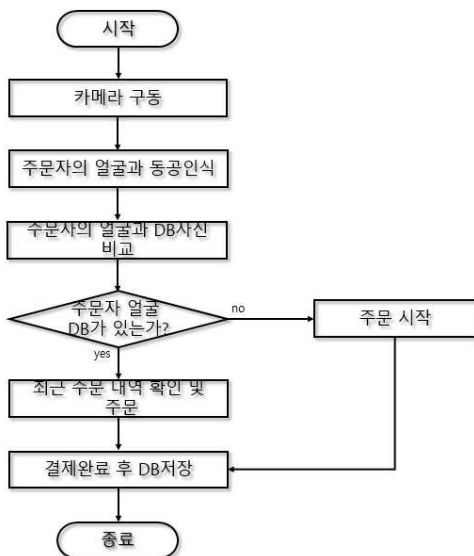 시작
카메라 구동
주문자의 얼굴과 동공인식
주문자의 얼굴과 DB사진
비교
주문자 얼굴
DB가 있는가?
no
주문 시작
yes
최근 주문 내역 확인 및
주문
결제완료 후 DB저장
종료